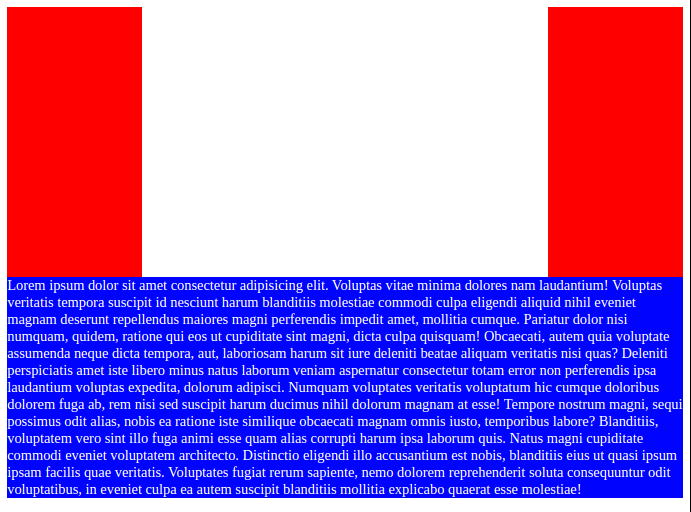 Lorem ipsum dolor sit amet consectetur adipisicing elit. Voluptas vitae minima dolores nam laudantium! Voluptas
veritatis tempora suscipit id nesciunt harum blanditiis molestiae commodi culpa eligendi aliquid nihil eveniet
magnam deserunt repellendus maiores magni perferendis impedit amet, mollitia cumque. Pariatur dolor nisi
numquam, quidem, ratione qui eos ut cupiditate sint magni, dicta culpa quisquam! Obcaecati, autem quia voluptate
assumenda neque dicta tempora, aut, laboriosam harum sit iure deleniti beatae aliquam veritatis nisi quas? Deleniti
perspiciatis amet iste libero minus natus laborum veniam aspernatur consectetur totam error non perferendis ipsa
laudantium voluptas expedita, dolorum adipisci. Numquam voluptates veritatis voluptatum hic cumque doloribus
dolorem fuga ab, rem nisi sed suscipit harum ducimus nihil dolorum magnam at esse! Tempore nostrum magni, sequi
possimus odit alias, nobis ea ratione iste similique obcaecati magnam omnis iusto, temporibus labore? Blanditiis,
voluptatem vero sint illo fuga animi esse quam alias corrupti harum ipsa laborum quis. Natus magni cupiditate
commodi eveniet voluptatem architecto. Distinctio eligendi illo accusantium est nobis, blanditiis eius ut quasi ipsum
ipsam facilis quae veritatis. Voluptates fugiat rerum sapiente, nemo dolorem reprehenderit soluta consequuntur odit
voluptatibus, in eveniet culpa ea autem suscipit blanditiis mollitia explicabo quaerat esse molestiae!